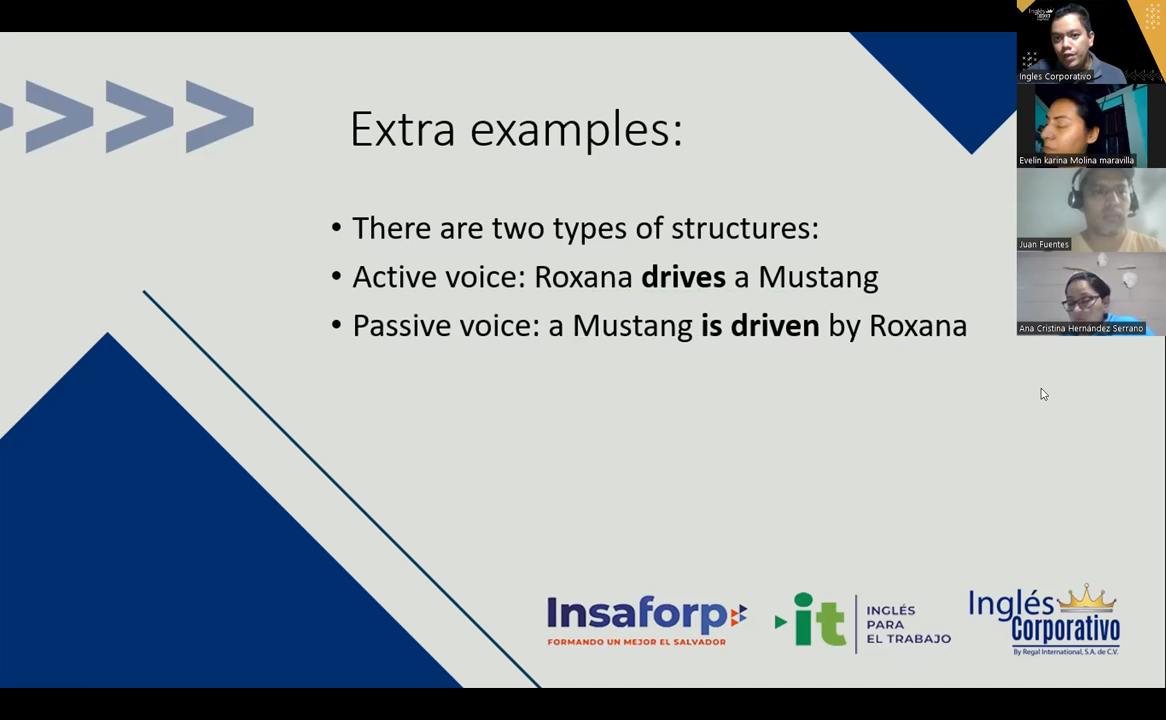 Extra examples:
• There are two types of structures:
• Active voice: Roxana drives a Mustang
• Passive voice: a Mustang is driven by Roxana
Insaforp
FORMANDO UN MEJOR EL SALVADOR
it
INGLÉS
PARA
EL TRABAJO
Inglés
Corporativo
By Regal International, S.A. de C.V.
Ingles Corporativo
Evelin karina Molina maravilla
Juan Fuentes
Ana Cristina Hernández Serrano